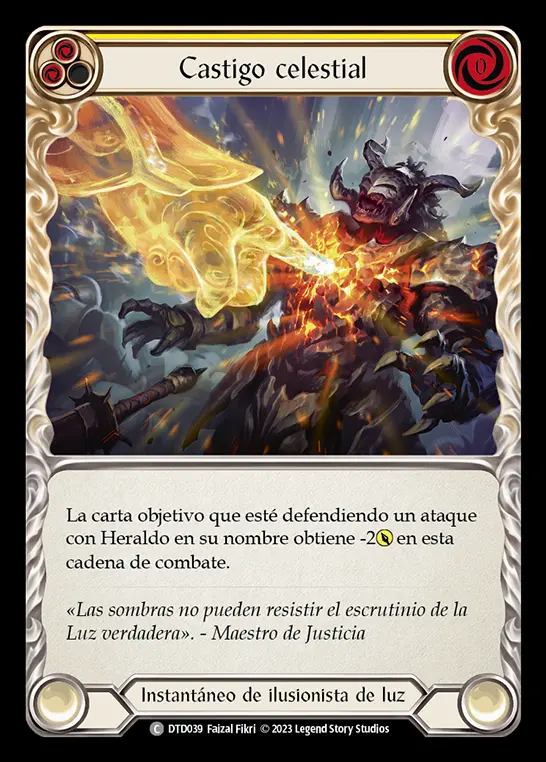 Castigo celestial
0
La carta objetivo que esté defendiendo un ataque
con Heraldo en su nombre obtiene -2 en esta
cadena de combate.
«Las sombras no pueden resistir el escrutinio de la
Luz verdadera». - Maestro de Justicia
Instantáneo de ilusionista de luz
C DTD039 Faizal Fikri © 2023 Legend Story Studios